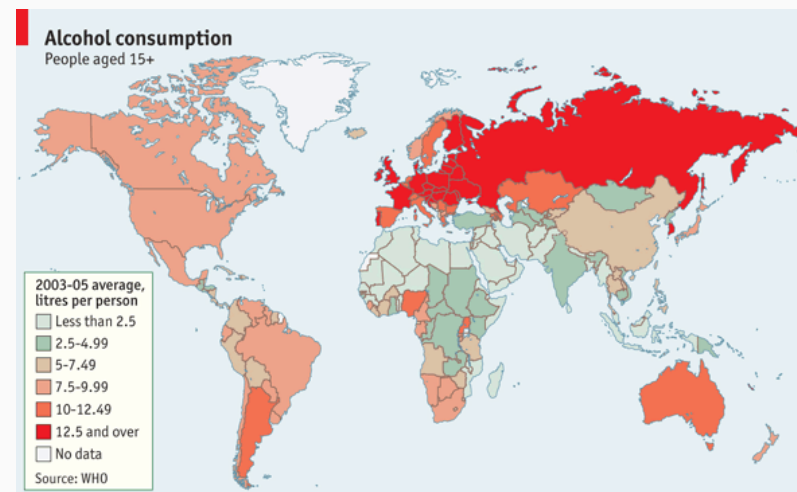 Alcohol consumption
People aged 15+
2003-05 average,
litres per person
Less than 2.5
2.5-4.99
5-7.49
7.5-9.99
10-12.49
12.5 and over
No data
Source: WHO